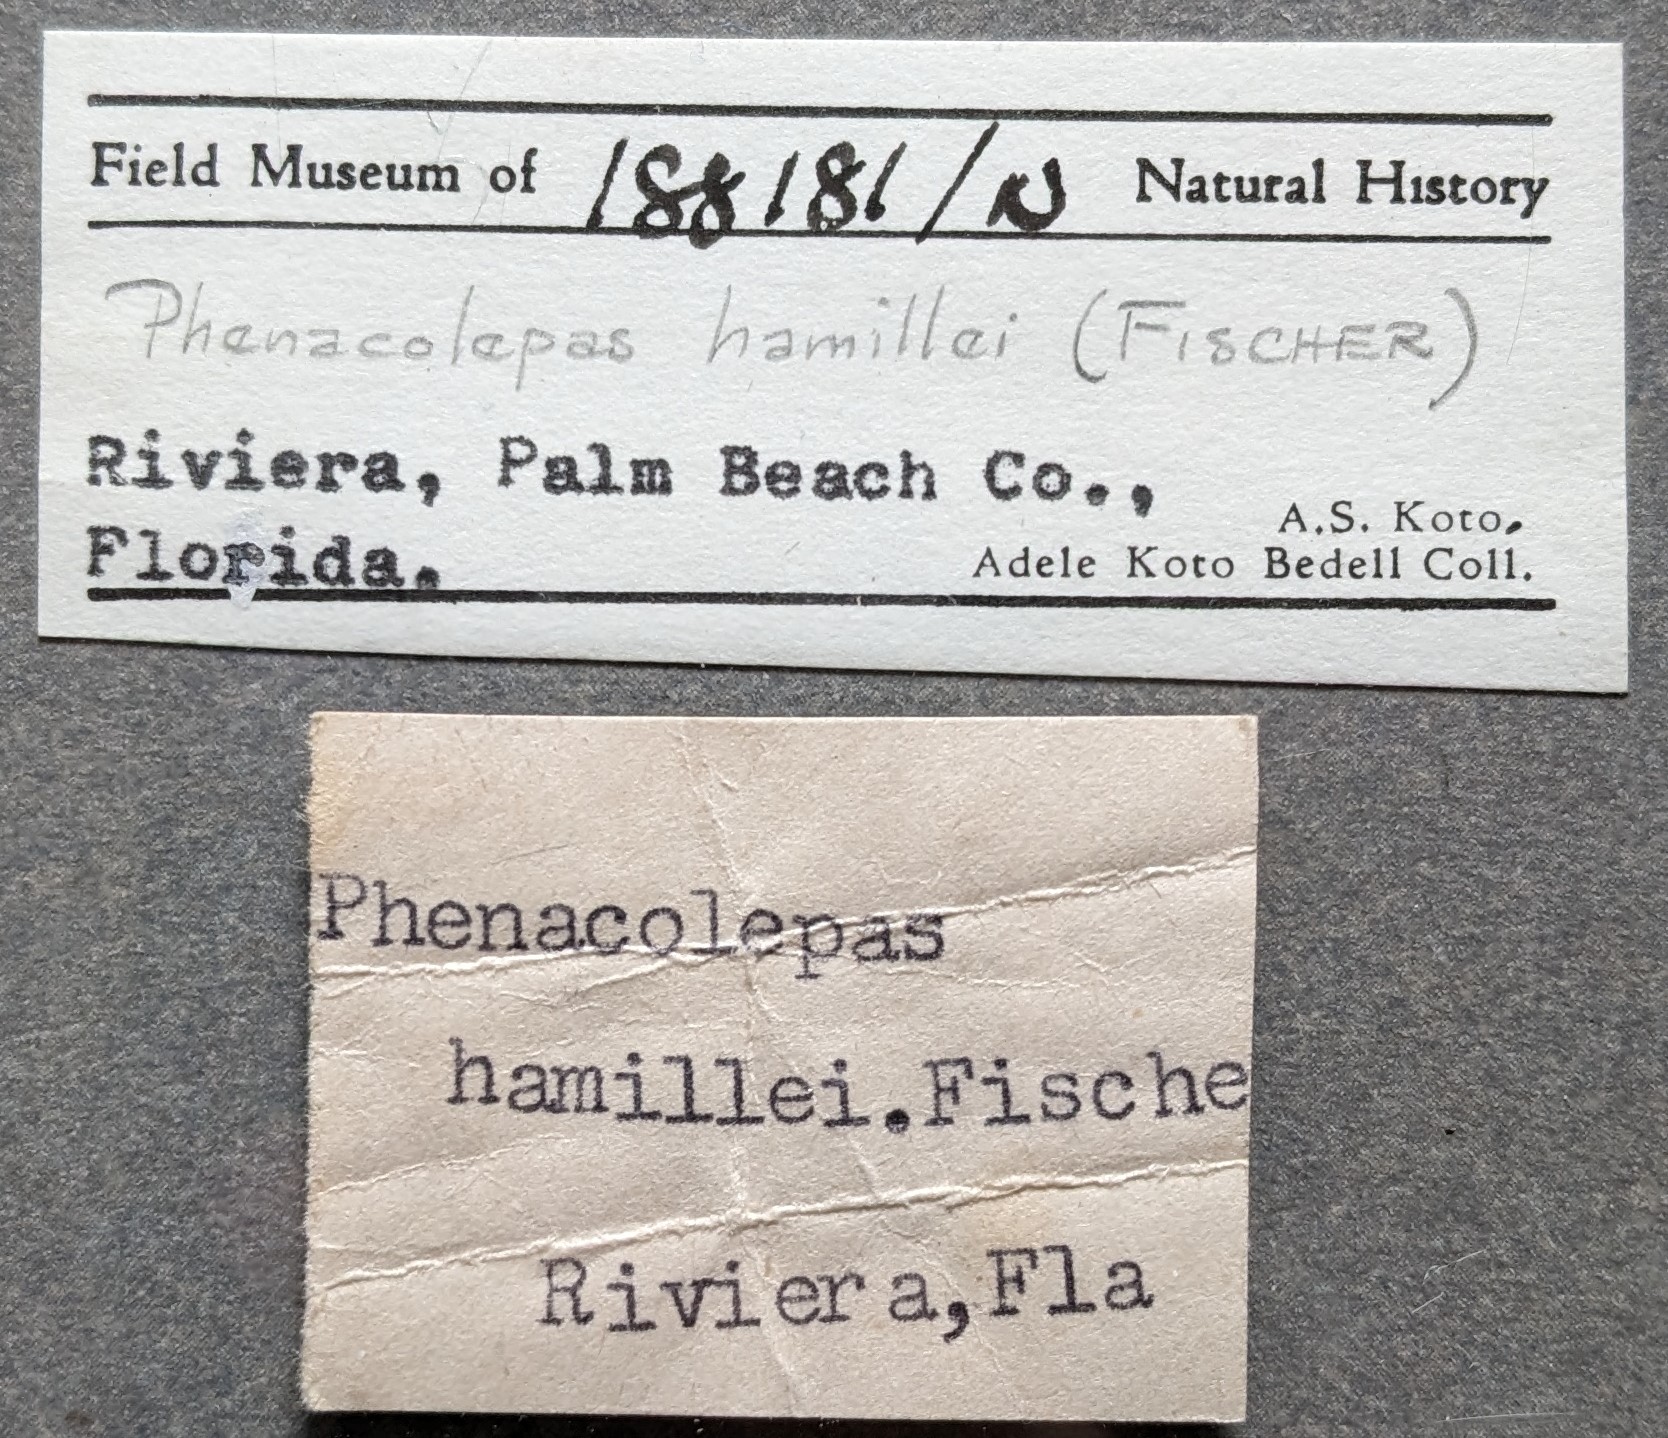 Field Museum of 188181/N Natural History
Phenacolepas hamillei (FISCHER)
Riviera, Palm Beach Co.,
Florida.
A.S. Koto,
Adele Koto Bedell Coll.
Phenacolepas
hamillei.Fische
Riviera,Fla